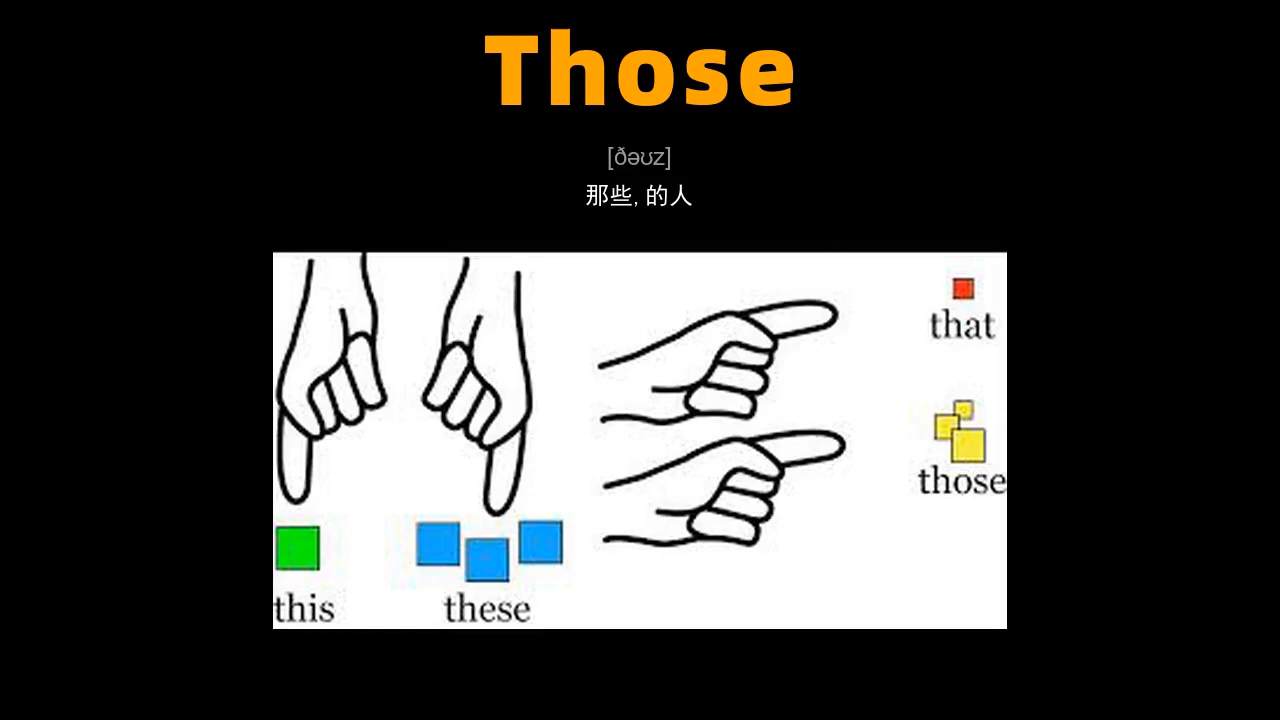 Those
[ðəʊz]
那些, 的人
that
those
this
these